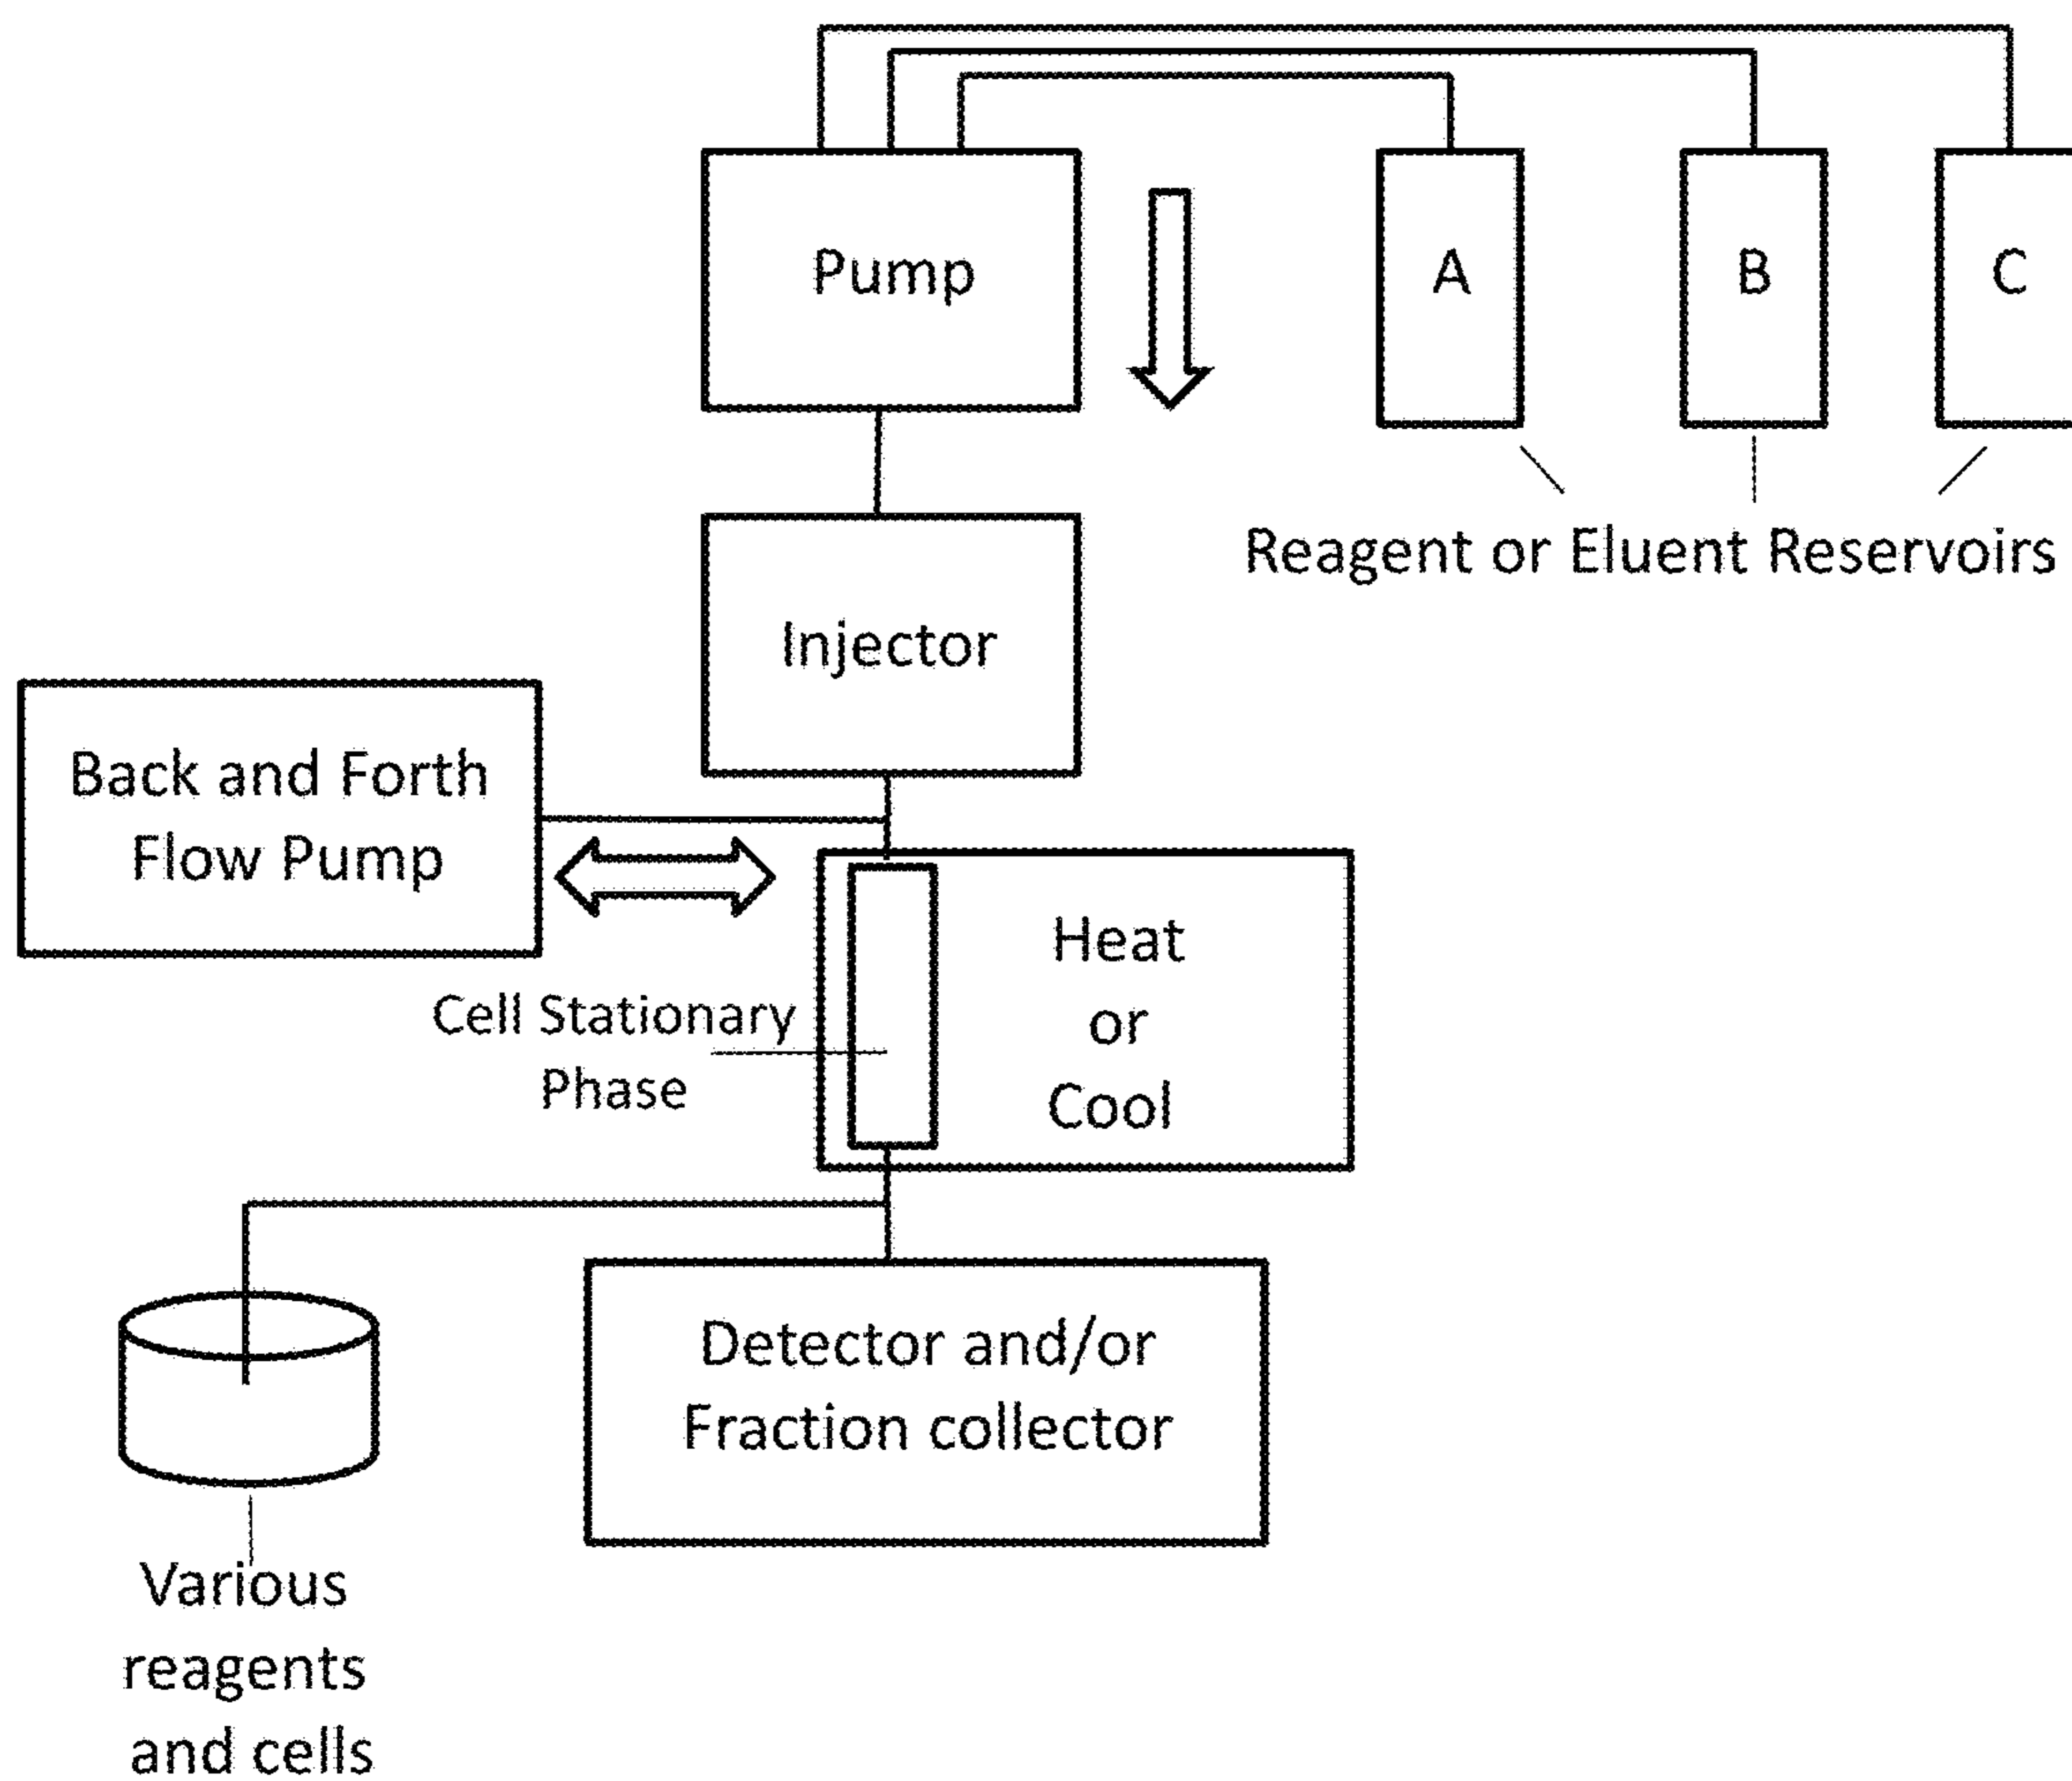 Pump
A
B
C
Reagent or Eluent Reservoirs
Injector
Back and Forth
Flow Pump
Heat
or
Cool
Cell Stationary
Phase
Detector and/or
Fraction collector
Various
reagents
and cells